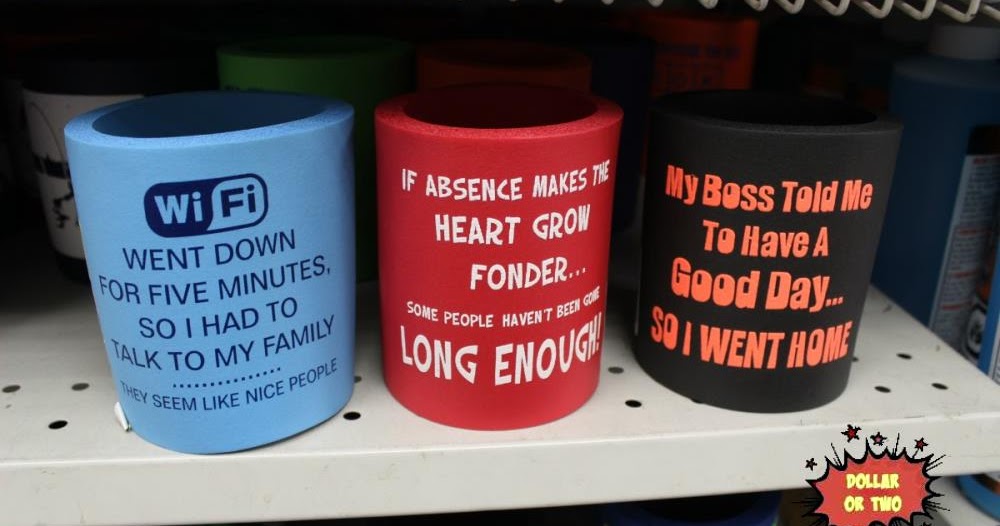 WiFi
WENT DOWN
FOR FIVE MINUTES,
SO I HAD TO
TALK TO MY FAMILY
...............
THEY SEEM LIKE NICE PEOPLE
IF ABSENCE MAKES THE
HEART GROW
FONDER...
SOME PEOPLE HAVEN'T BEEN GONE
LONG ENOUGH!
My Boss Told Me
To Have A
Good Day...
SO I WENT HOME
DOLLAR
OR TWO